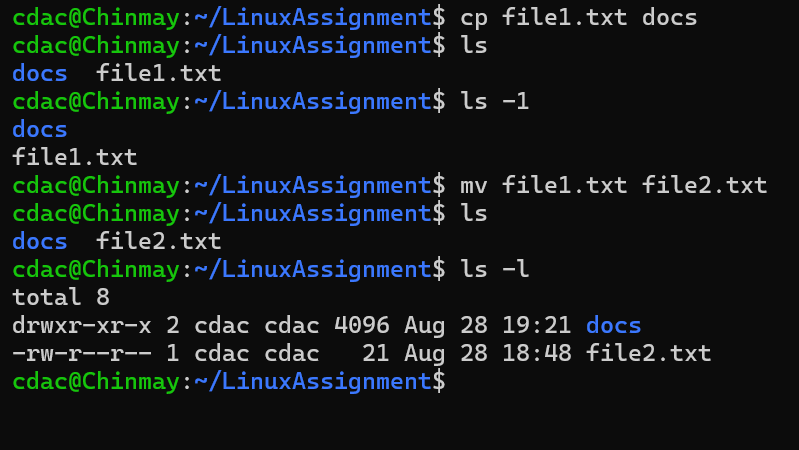 cdac@Chinmay:~/LinuxAssignment$ cp file1.txt docs
cdac@Chinmay:~/LinuxAssignment$ ls
docs  file1.txt
cdac@Chinmay:~/LinuxAssignment$ ls -1
docs
file1.txt
cdac@Chinmay:~/LinuxAssignment$ mv file1.txt file2.txt
cdac@Chinmay:~/LinuxAssignment$ ls
docs  file2.txt
cdac@Chinmay:~/LinuxAssignment$ ls -l
total 8
drwxr-xr-x 2 cdac cdac 4096 Aug 28 19:21 docs
-rw-r--r-- 1 cdac cdac   21 Aug 28 18:48 file2.txt
cdac@Chinmay:~/LinuxAssignment$